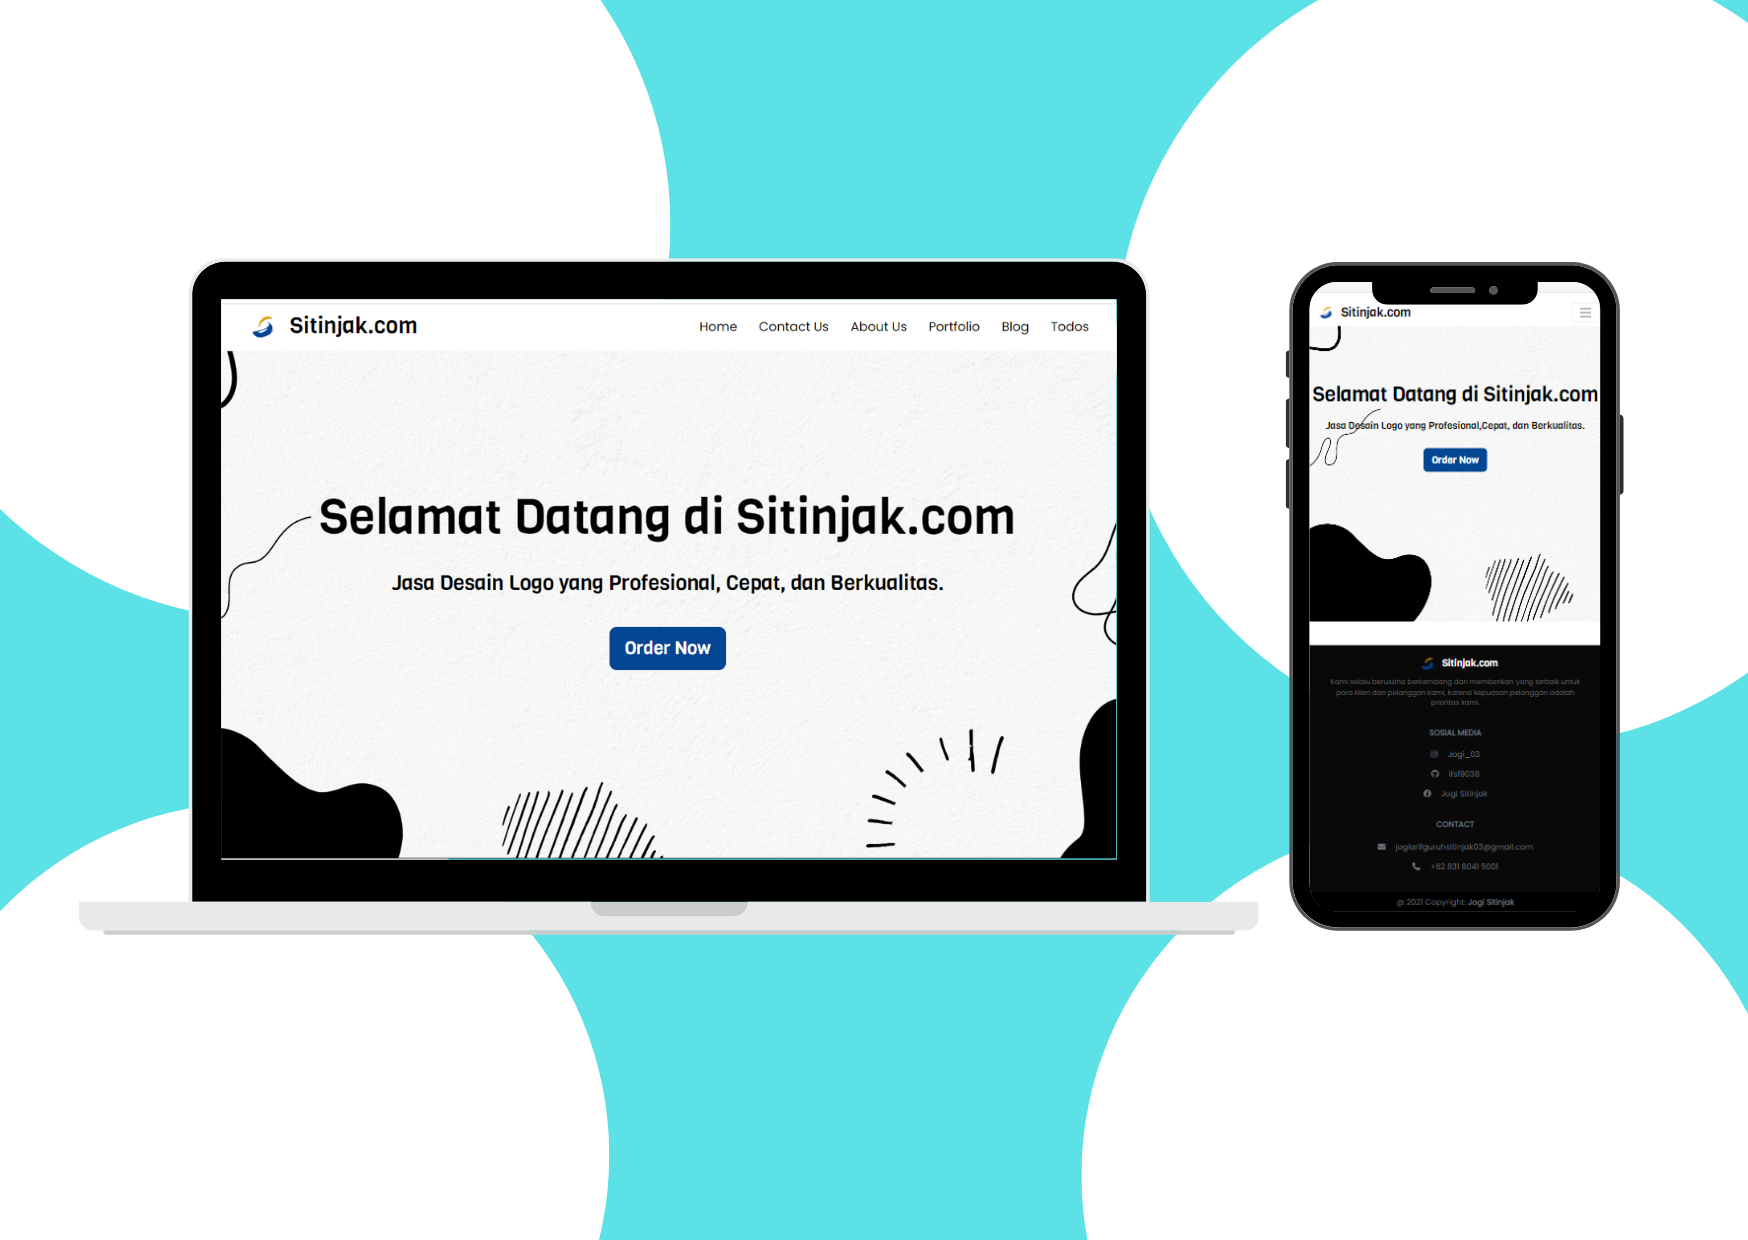 Sitinjak.com
Home Contact Us About Us Portfolio Blog Todos
Selamat Datang di Sitinjak.com
Jasa Desain Logo yang Profesional, Cepat, dan Berkualitas.
Order Now
Sitinjak.com
Selamat Datang di Sitinjak.com
Jasa Desain Logo yang Profesional,Cepat, dan Berkualitas.
Order Now
Sitinjak.com
Kami selalu berusaha berkembang dan memberikan yang terbaik untuk
para klien dan pelanggan kami, karena kepuasan pelanggan adalah
prioritas kami.
SOSIAL MEDIA
Jogi_03
ifs19038
Jogi Sitinjak
CONTACT
+62 831 6041 5001
@ 2021 Copyright: Jogi Sitinjak